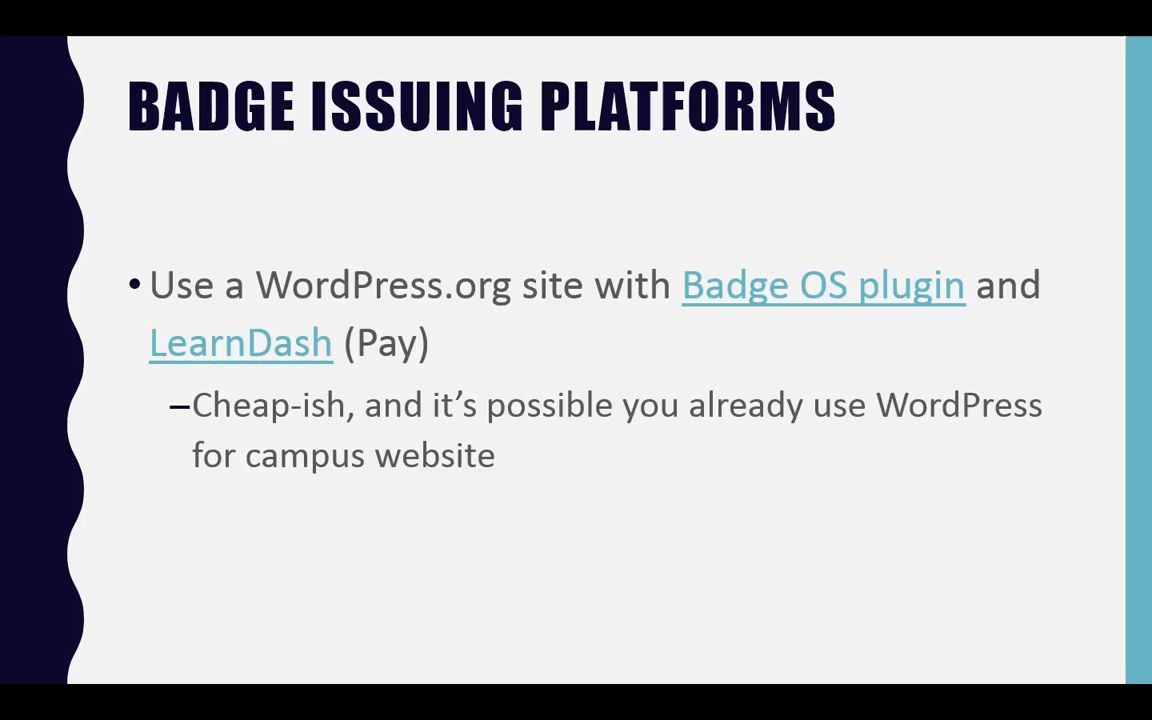 BADGE ISSUING PLATFORMS
• Use a WordPress.org site with Badge OS plugin and
LearnDash (Pay)
–Cheap-ish, and it’s possible you already use WordPress
for campus website